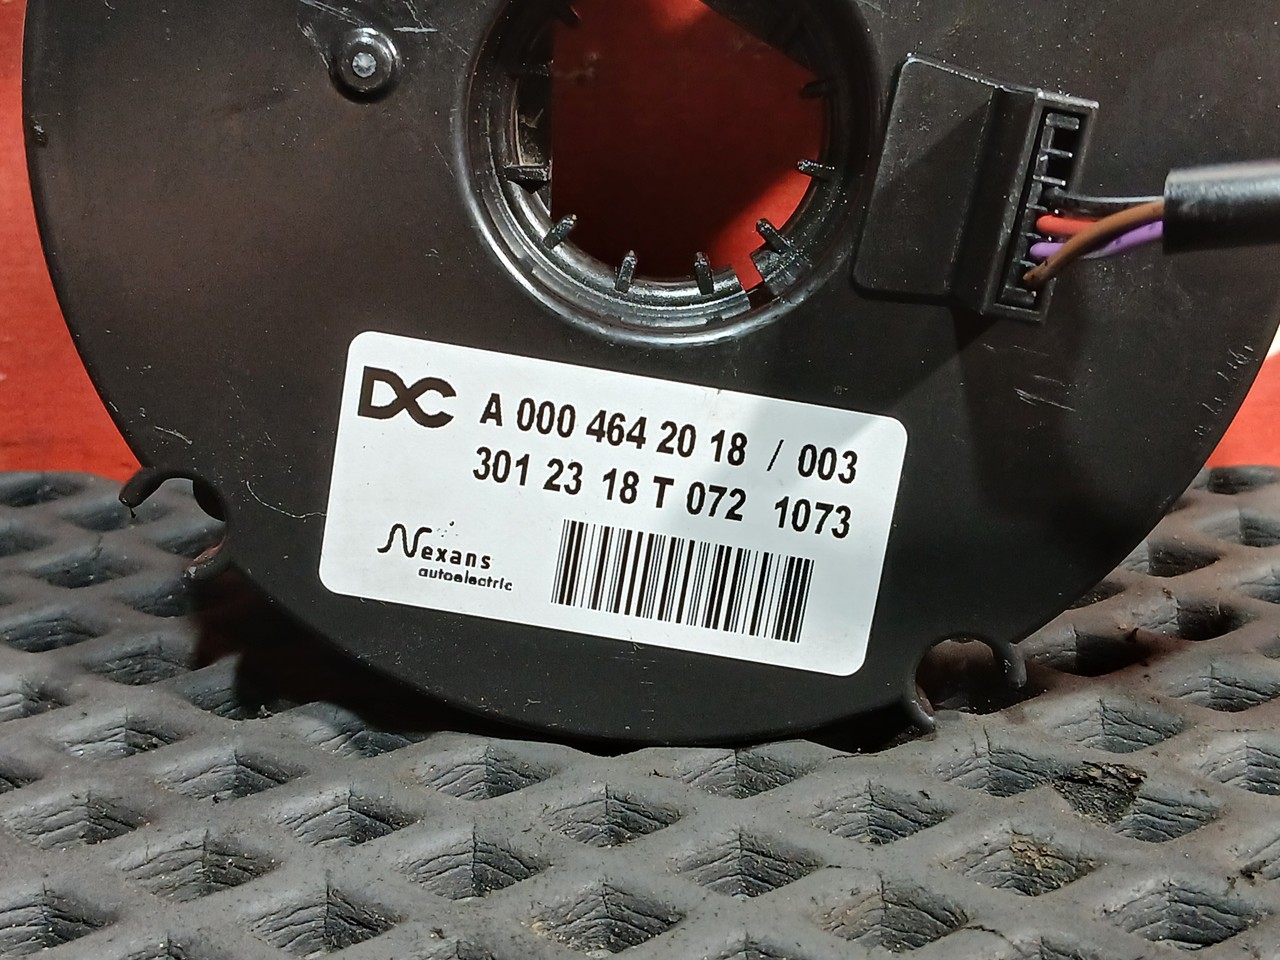 DC A 000 464 20 18 / 003
301 23 18 T 072 1073
Nexans
autoelectric